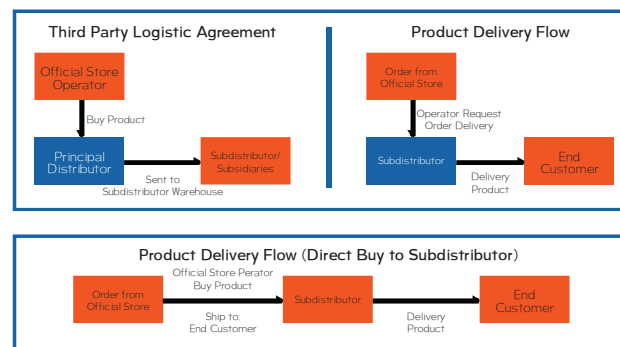 Third Party Logistic Agreement
Official Store
Operator
Buy Product
Principal
Distributor
Sent to
Subdistributor Warehouse
Subdistributor/
Subsidiaries
Product Delivery Flow
Order from
Official Store
Operator Request
Order Delivery
Subdistributor
Delivery
Product
End
Customer
Product Delivery Flow (Direct Buy to Subdistributor)
Order from
Official Store
Official Store Perator
Buy Product
Ship to:
End Customer
Subdistributor
Delivery
Product
End
Customer